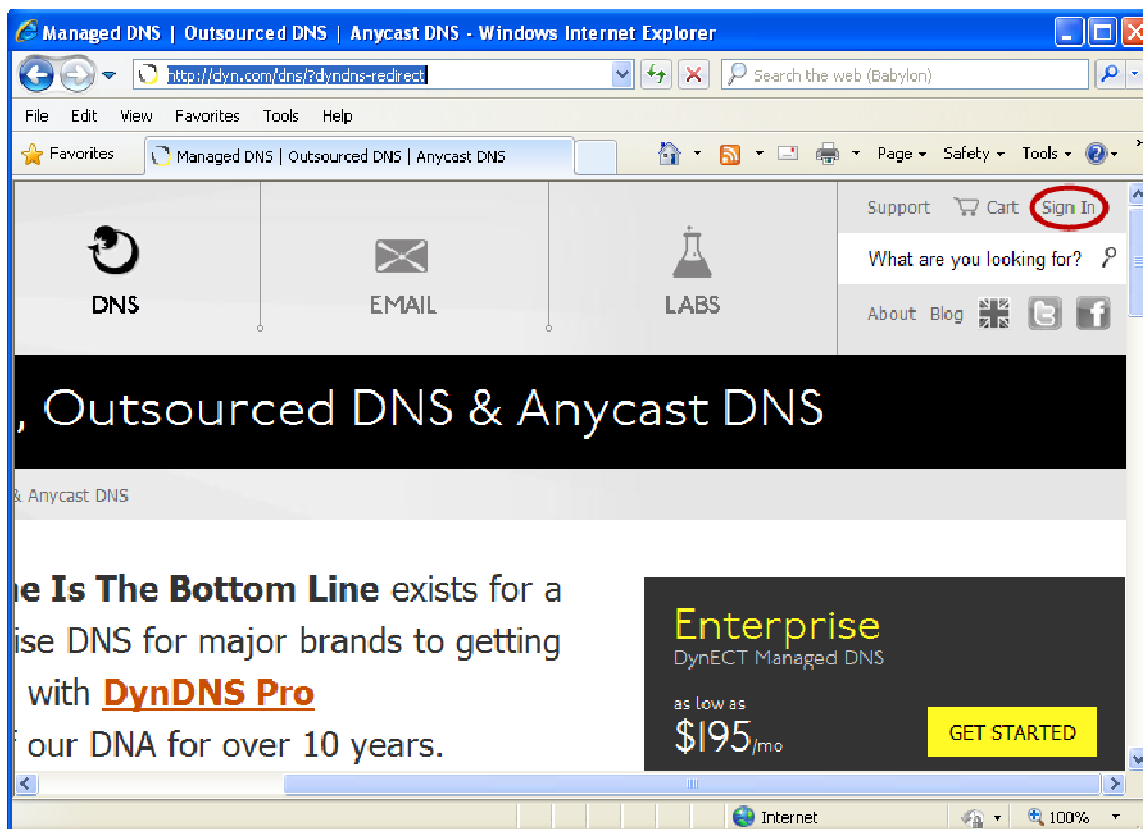 Managed DNS | Outsourced DNS | Anycast DNS - Windows Internet Explorer
http://dyn.com/dns/?dyndns-redirect
Search the web (Babylon)
File Edit View Favorites Tools Help
Favorites
Managed DNS | Outsourced DNS | Anycast DNS
Page Safety Tools
Support Cart Sign In
What are you looking for?
DNS EMAIL LABS
About Blog
, Outsourced DNS & Anycast DNS
& Anycast DNS
e Is The Bottom Line exists for a
ise DNS for major brands to getting
with DynDNS Pro
our DNA for over 10 years.
Enterprise
DynECT Managed DNS
as low as
$195/mo
GET STARTED
Internet
100%